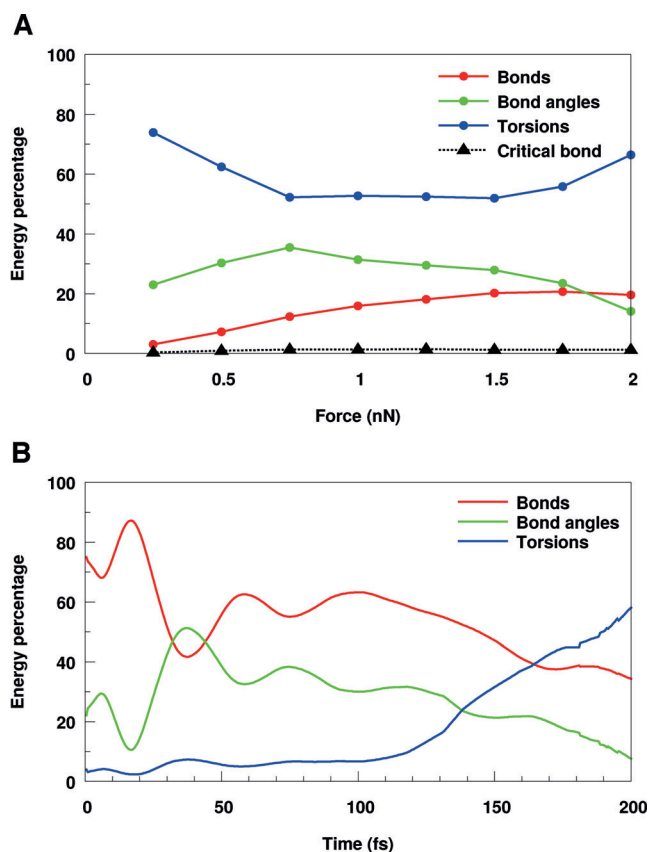 A
100
80
60
40
20
0
Energy percentage
Bonds
Bond angles
Torsions
Critical bond
0 0.5 1 1.5 2
Force (nN)
B
100
80
60
40
20
0
Energy percentage
Bonds
Bond angles
Torsions
0 50 100 150 200
Time (fs)